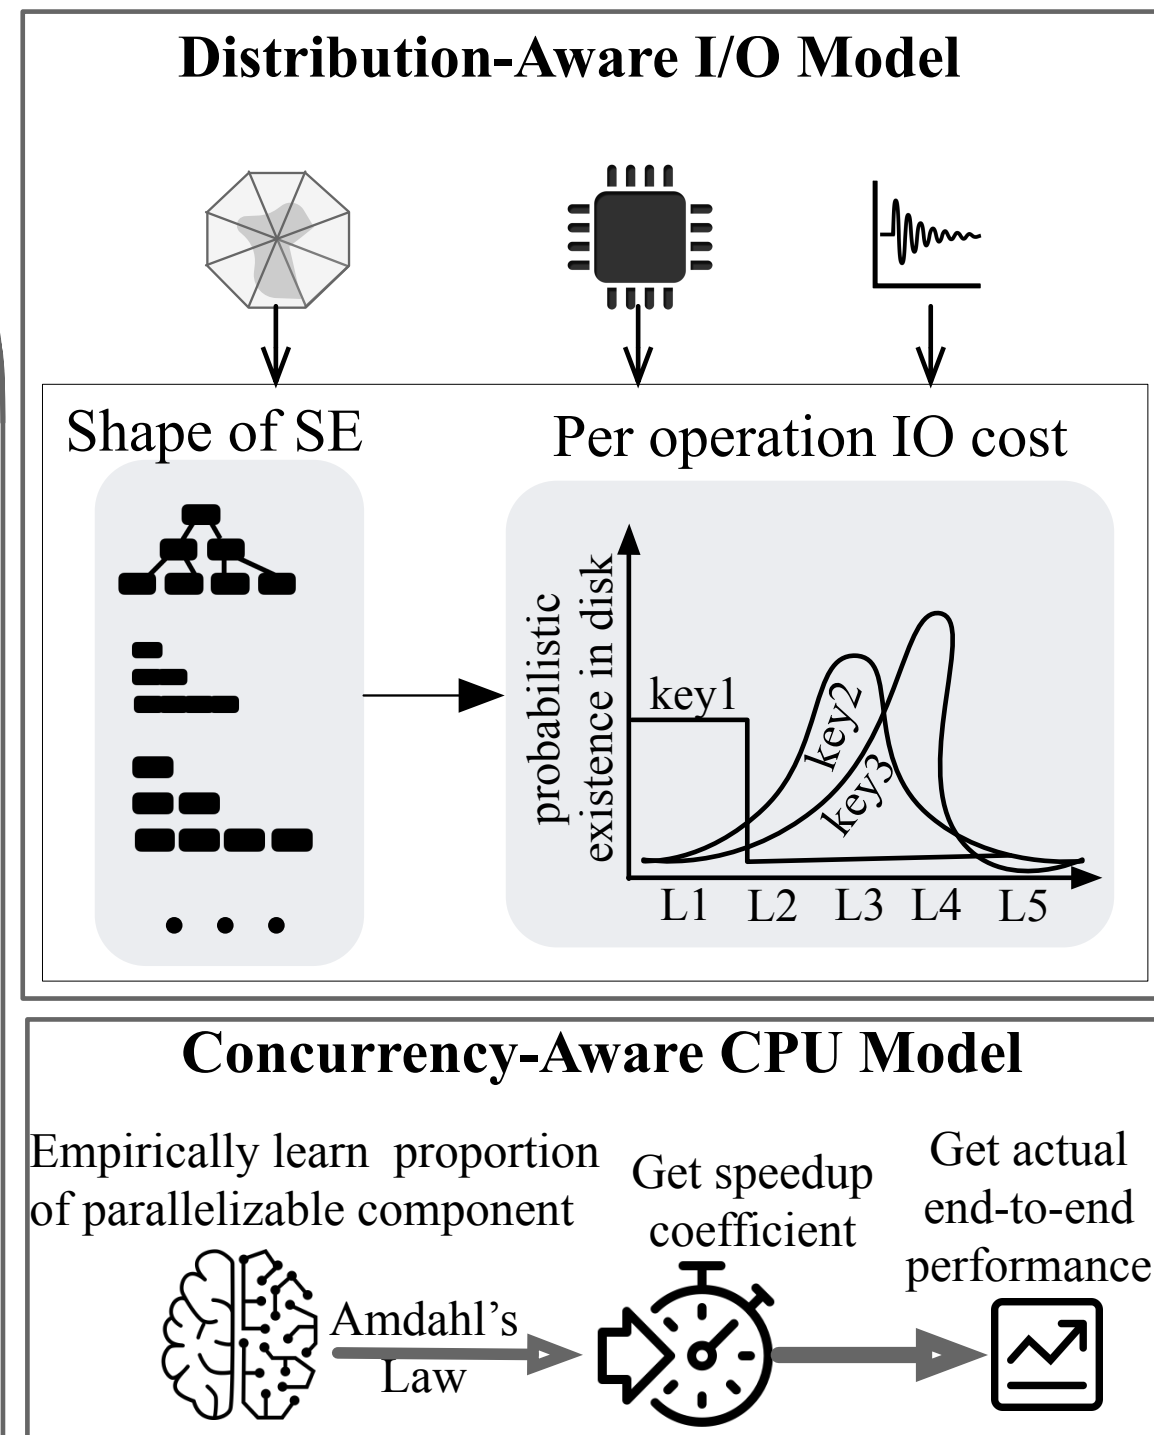 Distribution-Aware I/O Model
Shape of SE
Per operation IO cost
probabilistic
existence in disk
key1
key2
key3
L1 L2 L3 L4 L5
Concurrency-Aware CPU Model
Empirically learn proportion
of parallelizable component
Amdahl’s
Law
Get speedup
coefficient
Get actual
end-to-end
performance